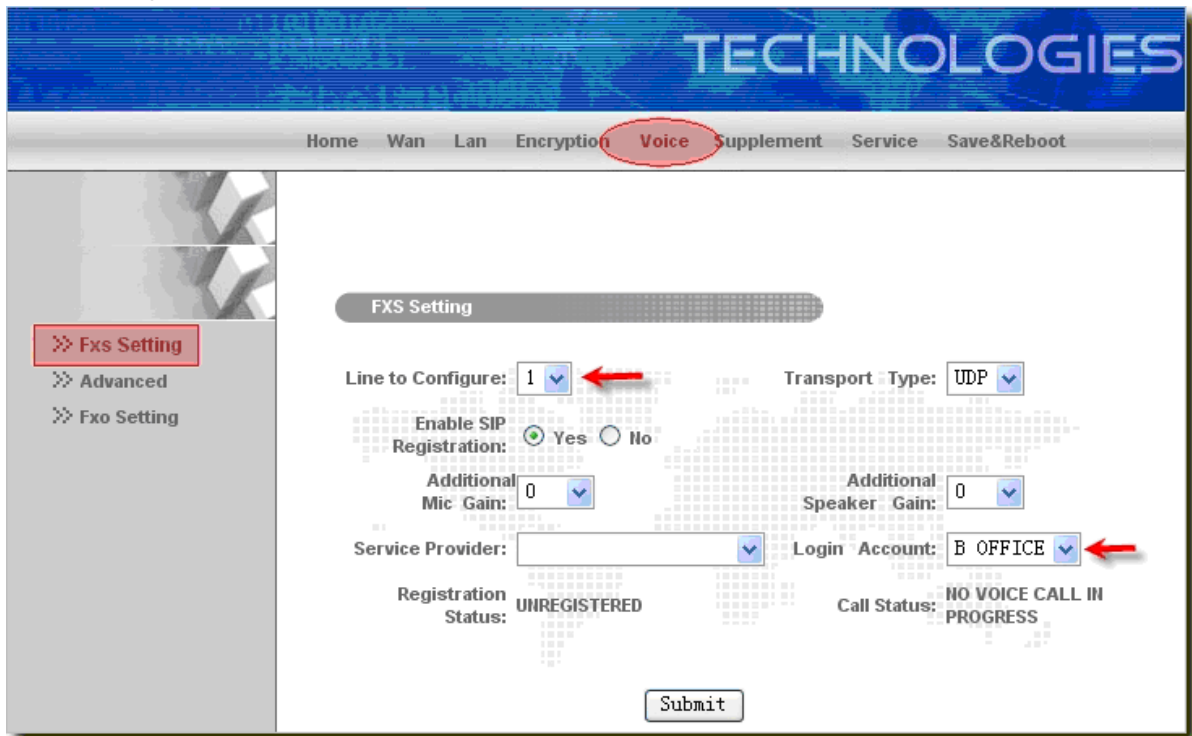 TECHNOLOGIES
Home Wan Lan Encryption Voice Supplement Service Save&Reboot
>> Fxs Setting
>> Advanced
>> Fxo Setting
FXS Setting
Line to Configure: 1 Transport Type: UDP
Enable SIP Registration: Yes No
Additional Mic Gain: 0 Additional Speaker Gain: 0
Service Provider: Login Account: B OFFICE
Registration Status: UNREGISTERED Call Status: NO VOICE CALL IN PROGRESS
Submit